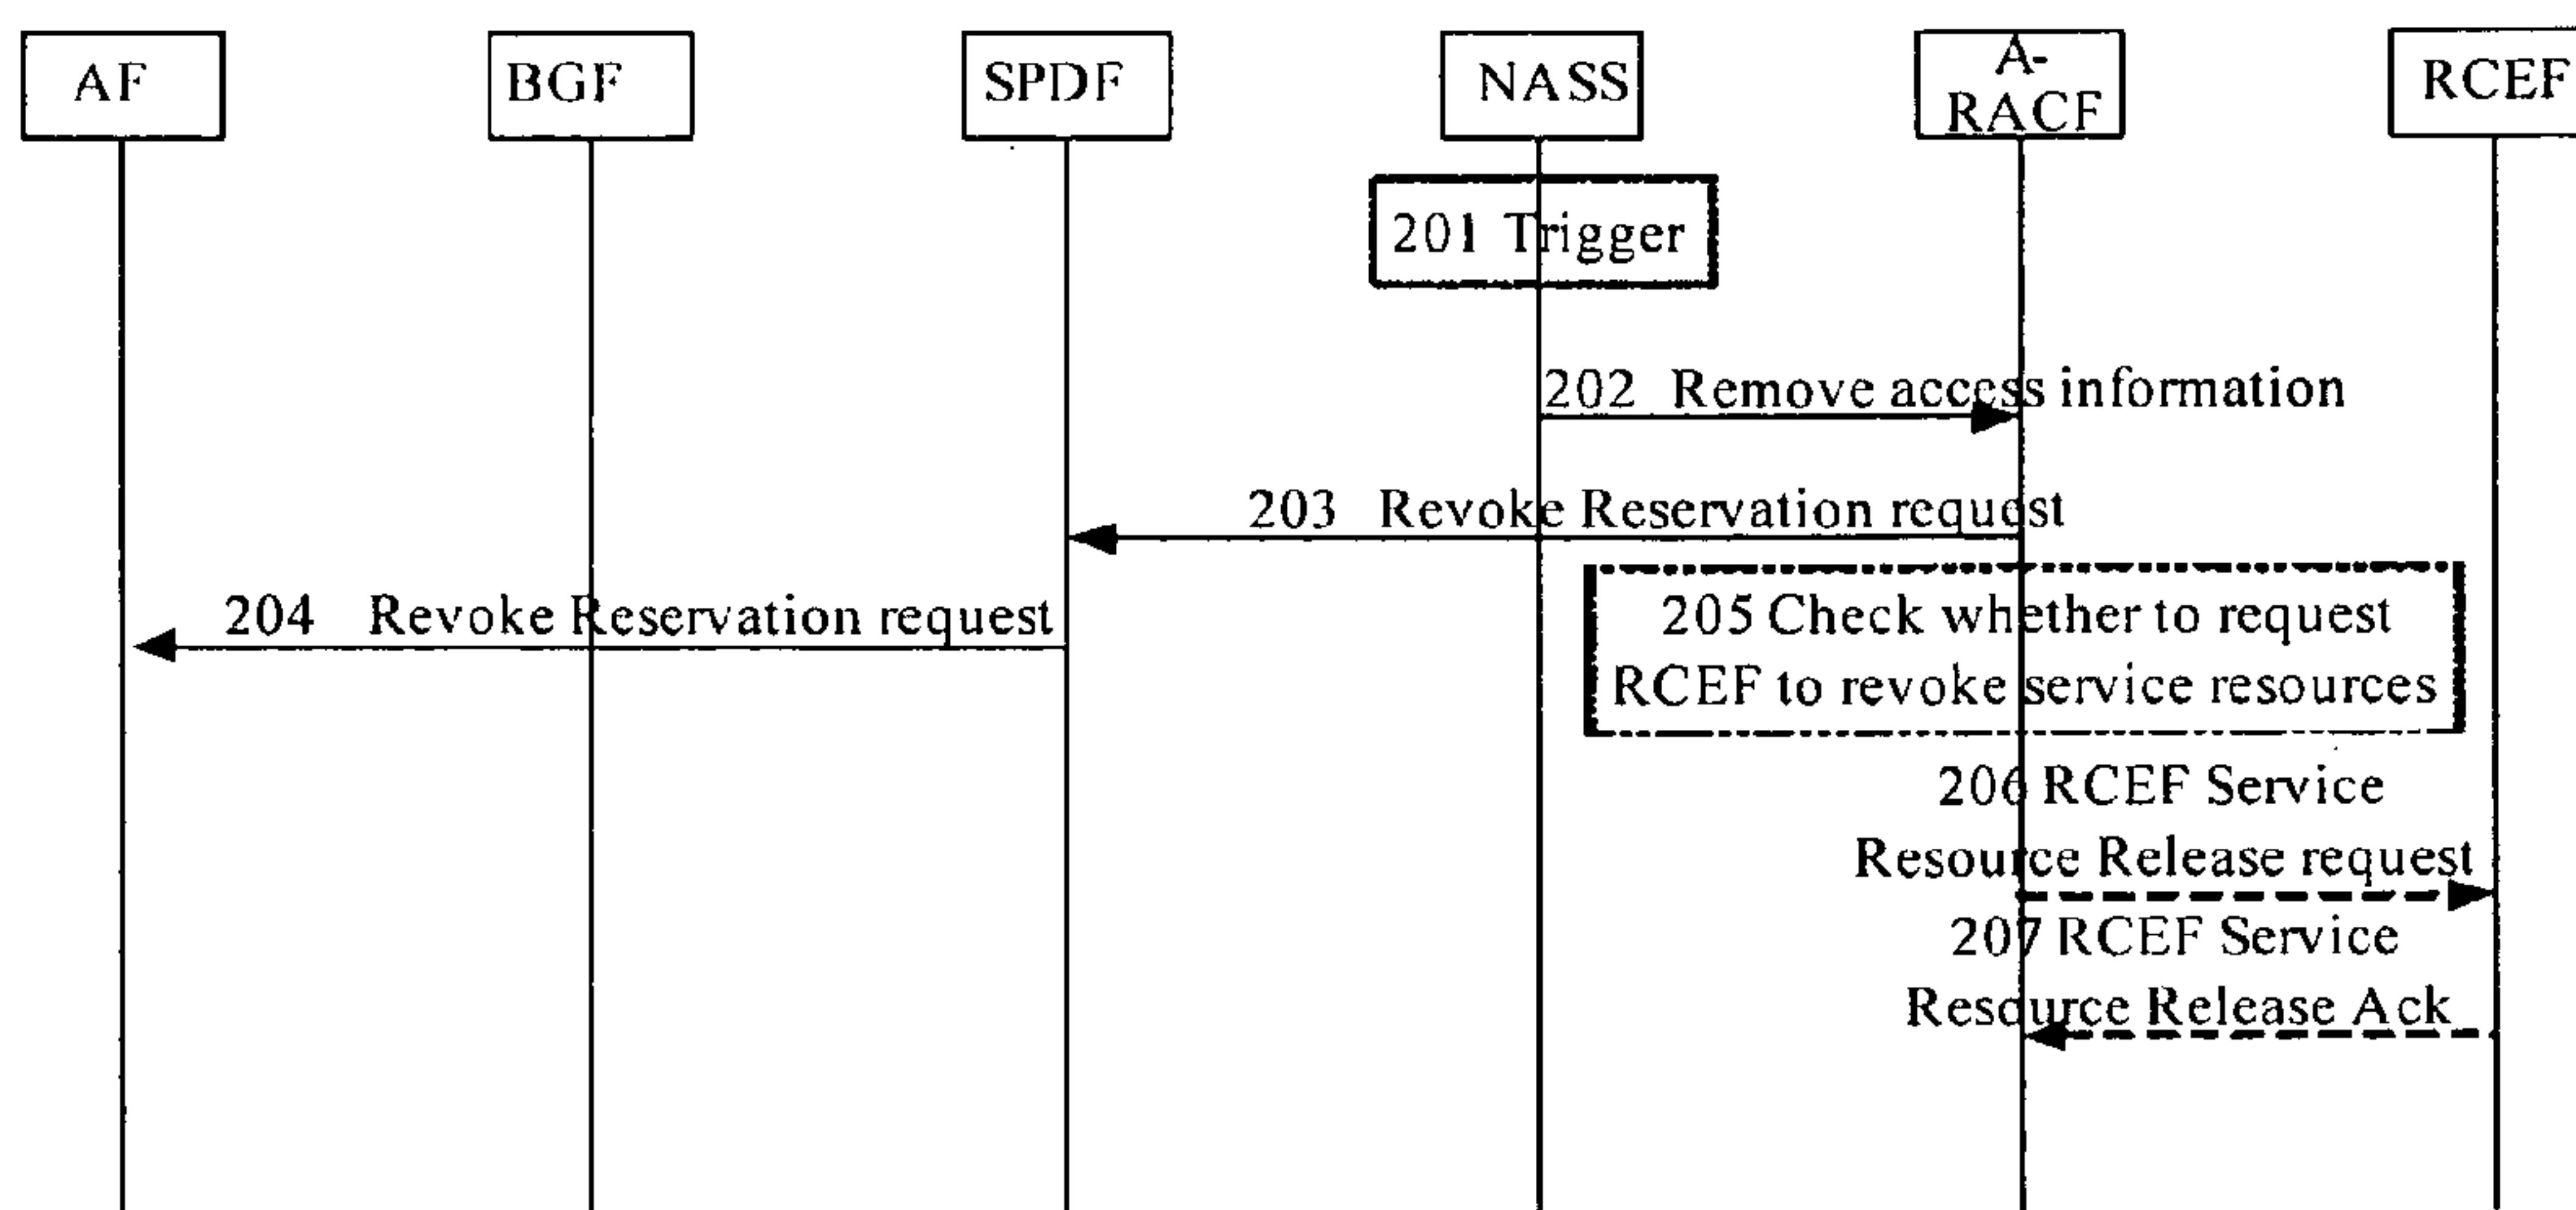 AF
BGF
SPDF
NASS
A-
RACF
RCEF
201 Trigger
202 Remove access information
203 Revoke Reservation request
204 Revoke Reservation request
205 Check whether to request
RCEF to revoke service resources
206 RCEF Service
Resource Release request
207 RCEF Service
Resource Release Ack